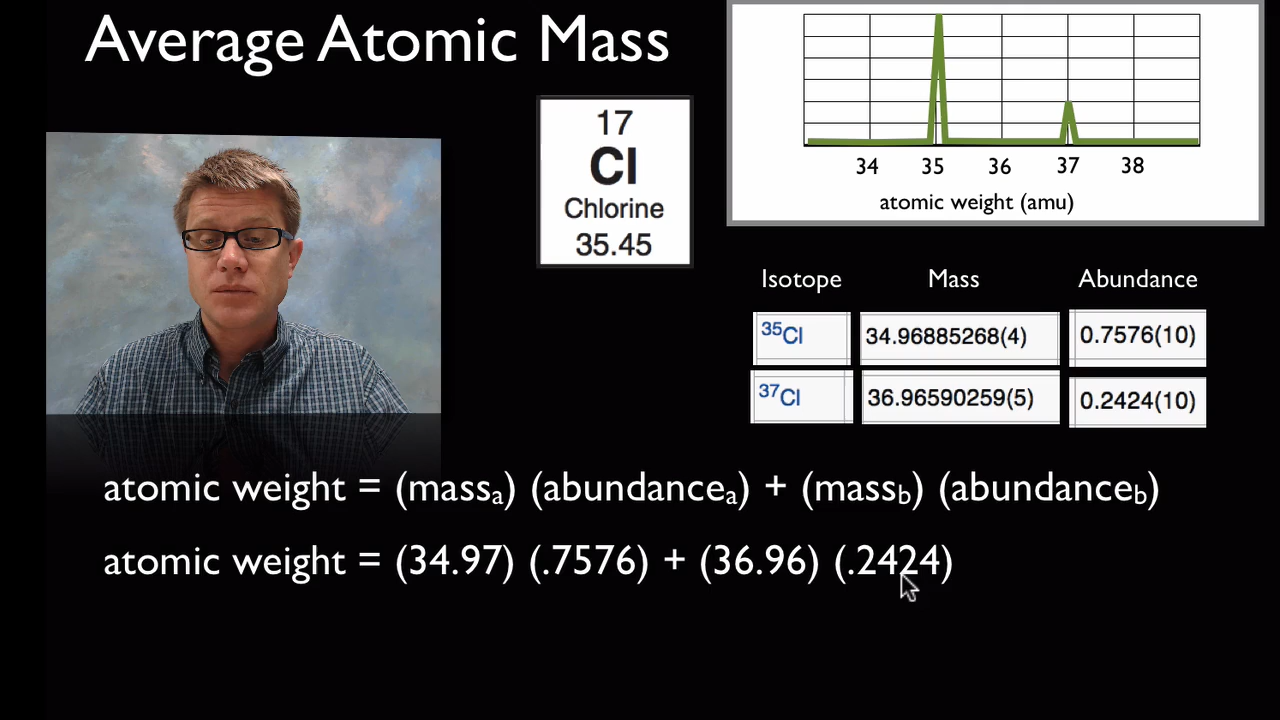 Average Atomic Mass
17
Cl
Chlorine
35.45
34 35 36 37 38
atomic weight (amu)
Isotope Mass Abundance
³⁵Cl 34.96885268(4) 0.7576(10)
³⁷Cl 36.96590259(5) 0.2424(10)
atomic weight = (massₐ) (abundanceₐ) + (mass_b) (abundance_b)
atomic weight = (34.97) (.7576) + (36.96) (.2424)